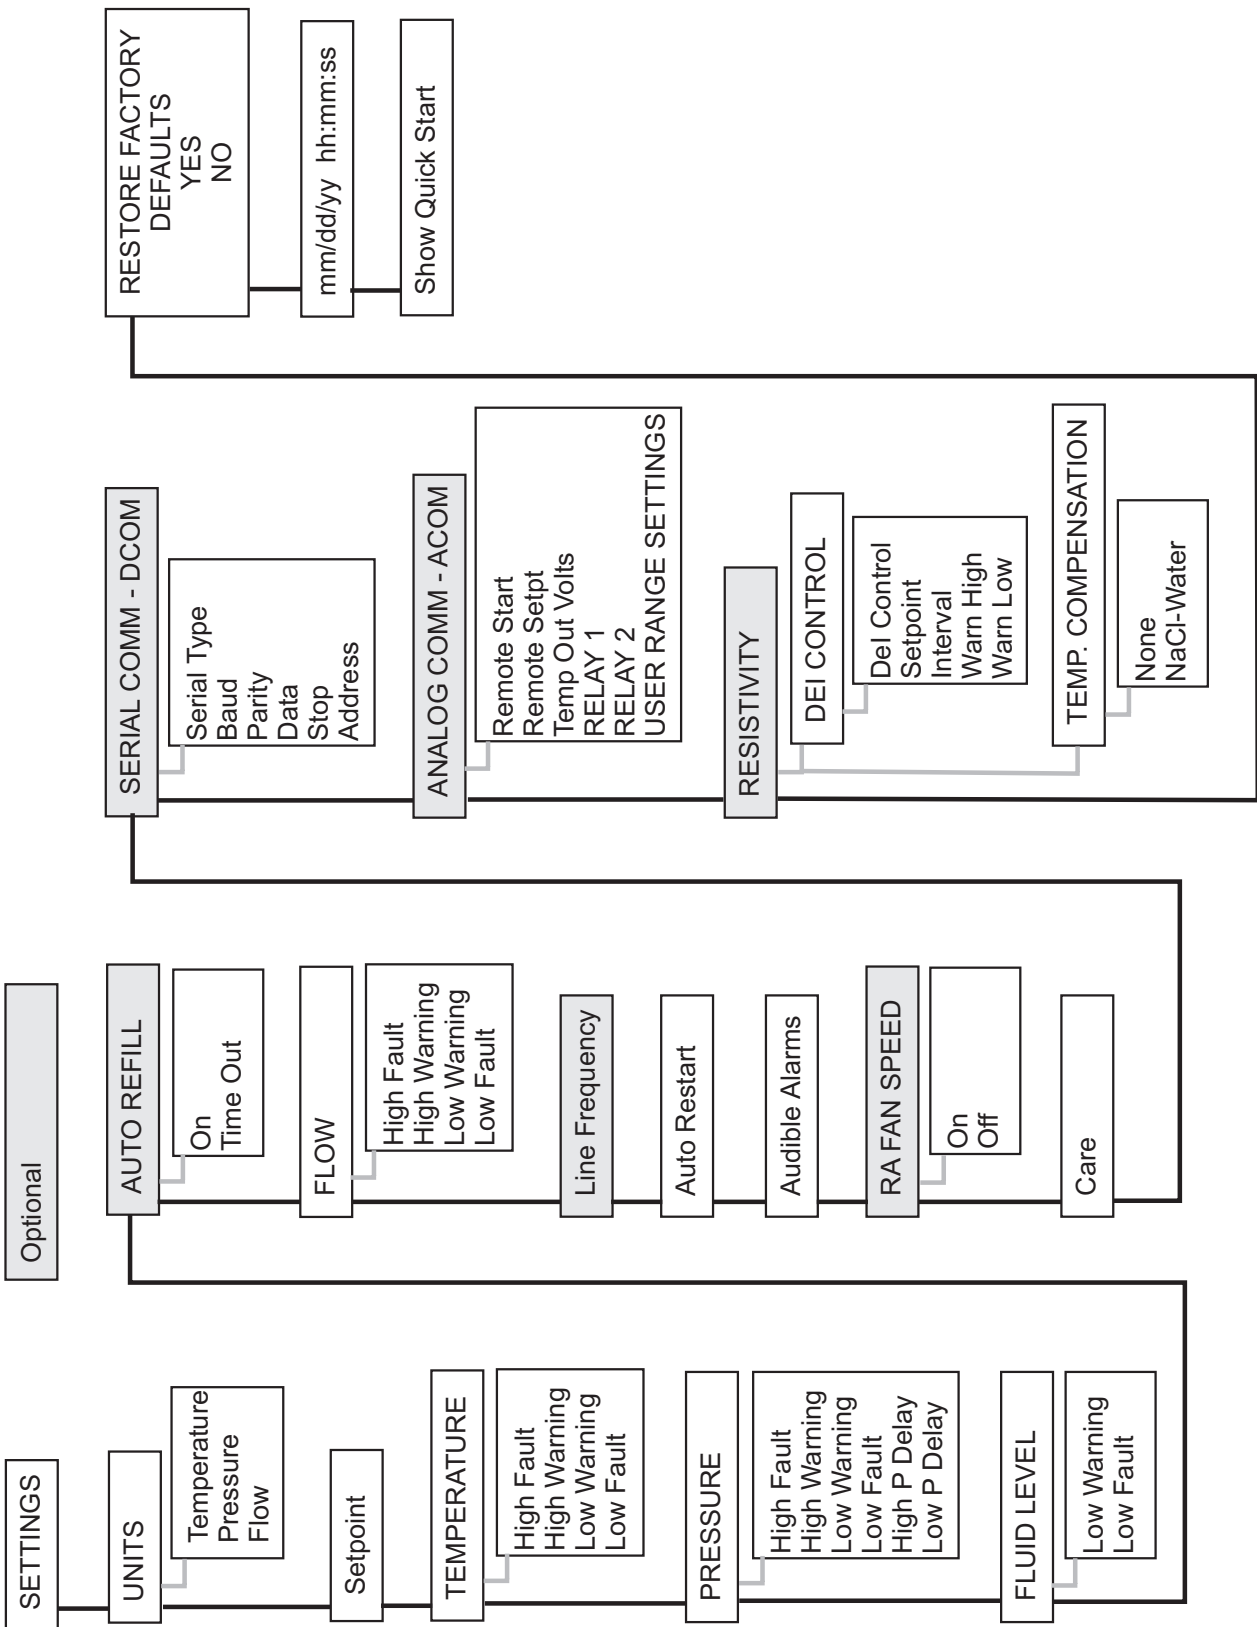 SETTINGS
UNITS
Temperature
Pressure
Flow
Setpoint
TEMPERATURE
High Fault
High Warning
Low Warning
Low Fault
PRESSURE
High Fault
High Warning
Low Warning
Low Fault
High P Delay
Low P Delay
FLUID LEVEL
Low Warning
Low Fault
Optional
AUTO REFILL
On
Time Out
FLOW
High Fault
High Warning
Low Warning
Low Fault
Line Frequency
Auto Restart
Audible Alarms
RA FAN SPEED
On
Off
Care
SERIAL COMM - DCOM
Serial Type
Baud
Parity
Data
Stop
Address
ANALOG COMM - ACOM
Remote Start
Remote Setpt
Temp Out Volts
RELAY 1
RELAY 2
USER RANGE SETTINGS
RESISTIVITY
DEI CONTROL
DeI Control
Setpoint
Interval
Warn High
Warn Low
TEMP. COMPENSATION
None
NaCl-Water
RESTORE FACTORY
DEFAULTS
YES
NO
mm/dd/yy hh:mm:ss
Show Quick Start